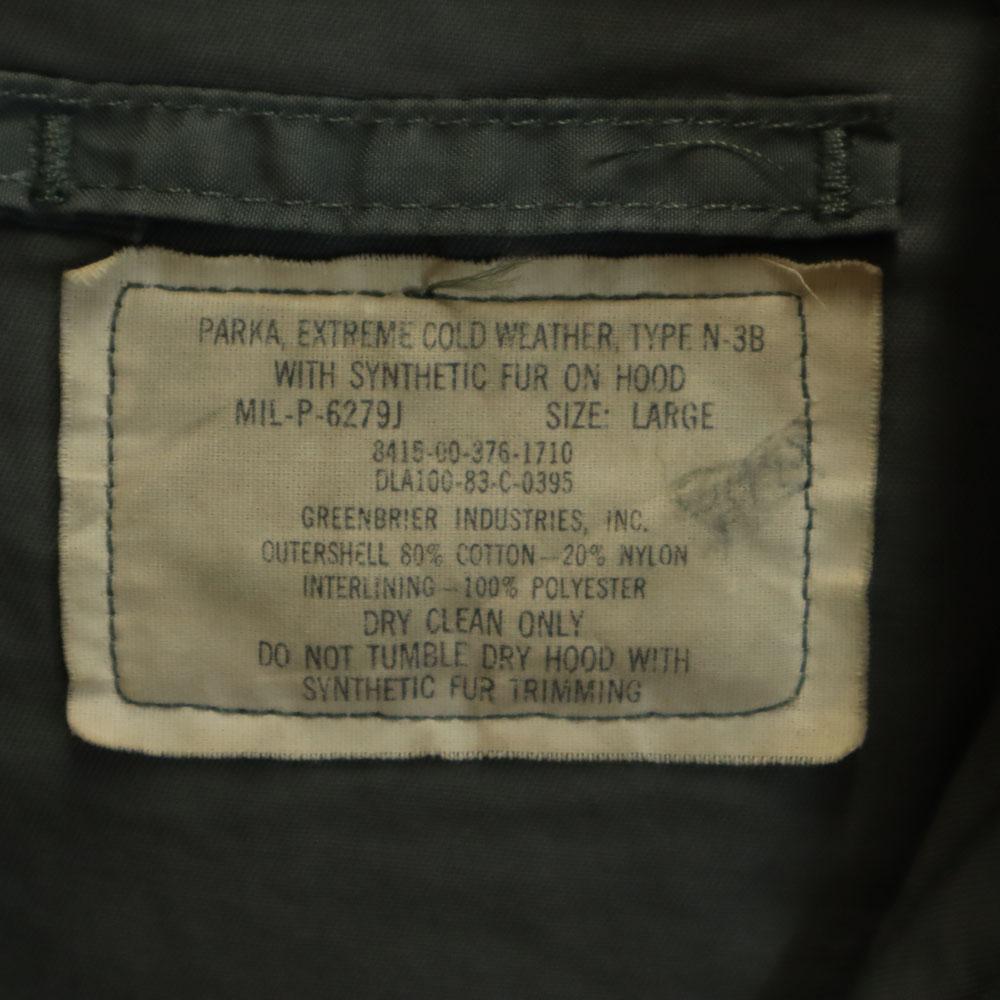 PARKA, EXTREME COLD WEATHER, TYPE N-3B
WITH SYNTHETIC FUR ON HOOD
MIL-P-6279J SIZE: LARGE
8415-00-376-1710
DLA100-83-C-0395
GREENBRIER INDUSTRIES, INC.
OUTERSHELL 80% COTTON—20% NYLON
INTERLINING—100% POLYESTER
DRY CLEAN ONLY
DO NOT TUMBLE DRY HOOD WITH
SYNTHETIC FUR TRIMMING